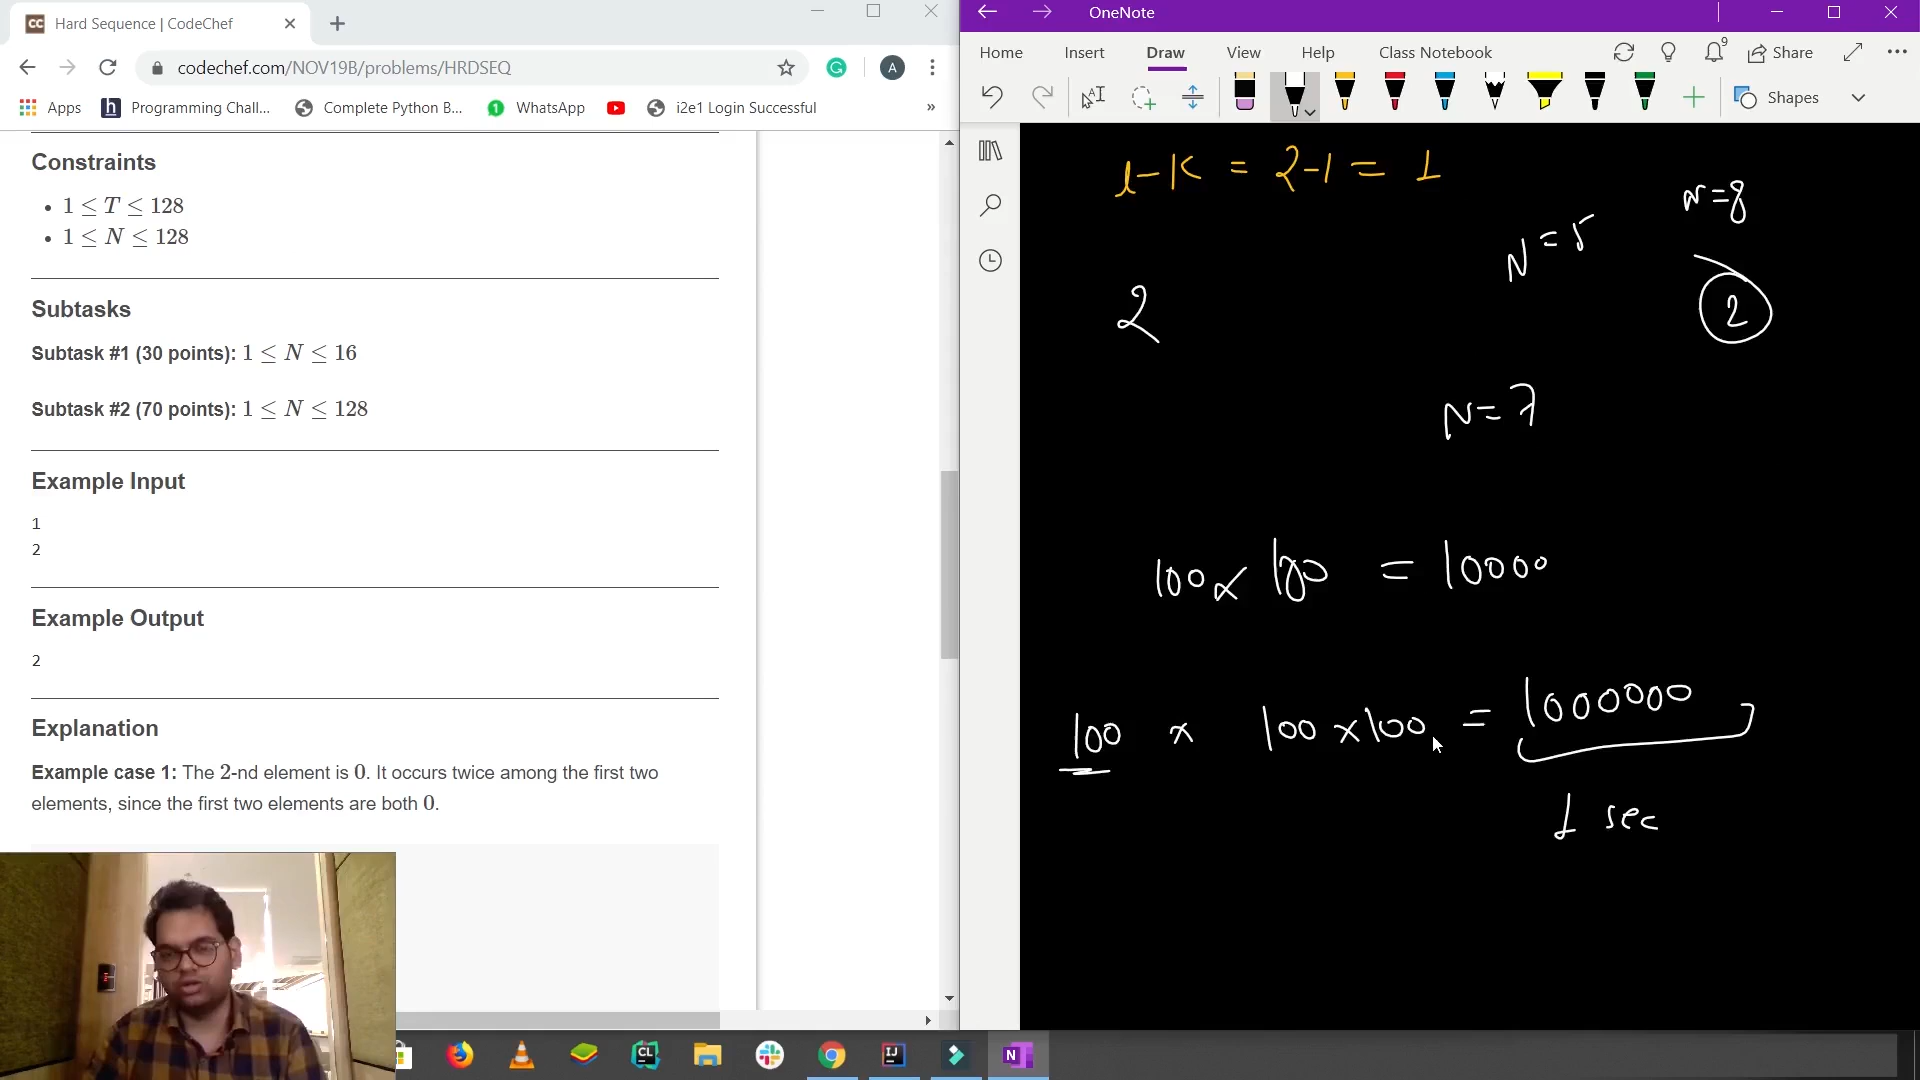 Hard Sequence | CodeChef
codechef.com/NOV19B/problems/HRDSEQ
A
Apps
Programming Chall...
Complete Python B...
WhatsApp
i2e1 Login Successful
»
Constraints
• 1 ≤ T ≤ 128
• 1 ≤ N ≤ 128
Subtasks
Subtask #1 (30 points): 1 ≤ N ≤ 16
Subtask #2 (70 points): 1 ≤ N ≤ 128
Example Input
1
2
Example Output
2
Explanation
Example case 1: The 2-nd element is 0. It occurs twice among the first two
elements, since the first two elements are both 0.
OneNote
Home Insert Draw View Help Class Notebook
9
Share
Shapes
l-K = 2-1 = 1
N=8
N=5
2
2
N=7
100 x 100 = 10000
100 x 100 x 100 = 1000000
1 sec